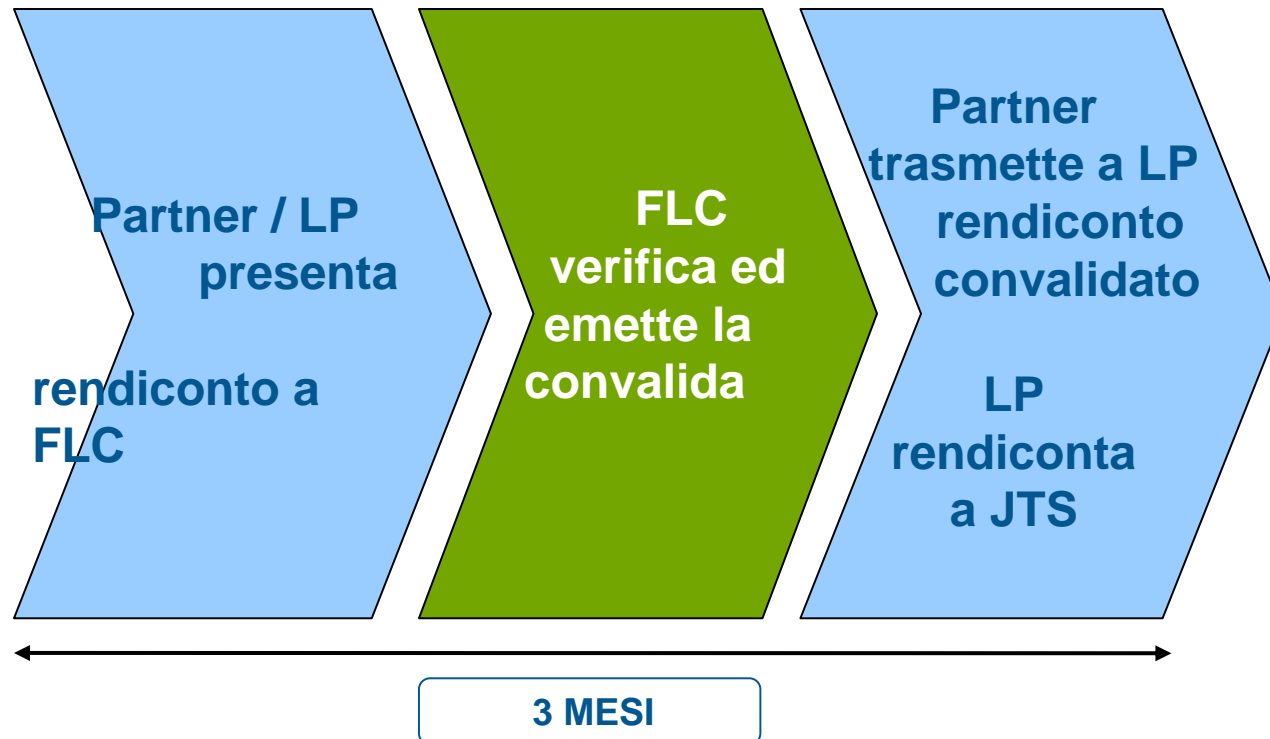 Partner / LP
presenta
rendiconto a
FLC
FLC
verifica ed
emette la
convalida
Partner
trasmette a LP
rendiconto
convalidato
LP
rendiconta
a JTS
3 MESI